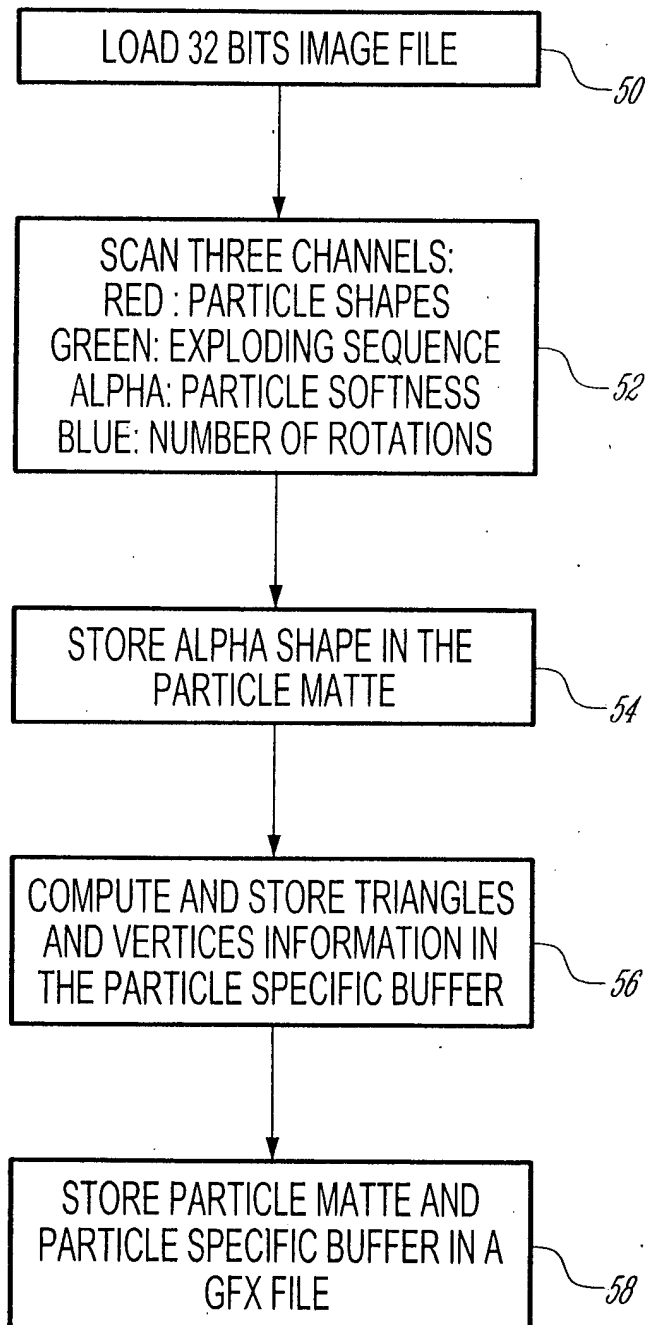 LOAD 32 BITS IMAGE FILE
50
SCAN THREE CHANNELS:
RED : PARTICLE SHAPES
GREEN: EXPLODING SEQUENCE
ALPHA: PARTICLE SOFTNESS
BLUE: NUMBER OF ROTATIONS
52
STORE ALPHA SHAPE IN THE
PARTICLE MATTE
54
COMPUTE AND STORE TRIANGLES
AND VERTICES INFORMATION IN
THE PARTICLE SPECIFIC BUFFER
56
STORE PARTICLE MATTE AND
PARTICLE SPECIFIC BUFFER IN A
GFX FILE
58